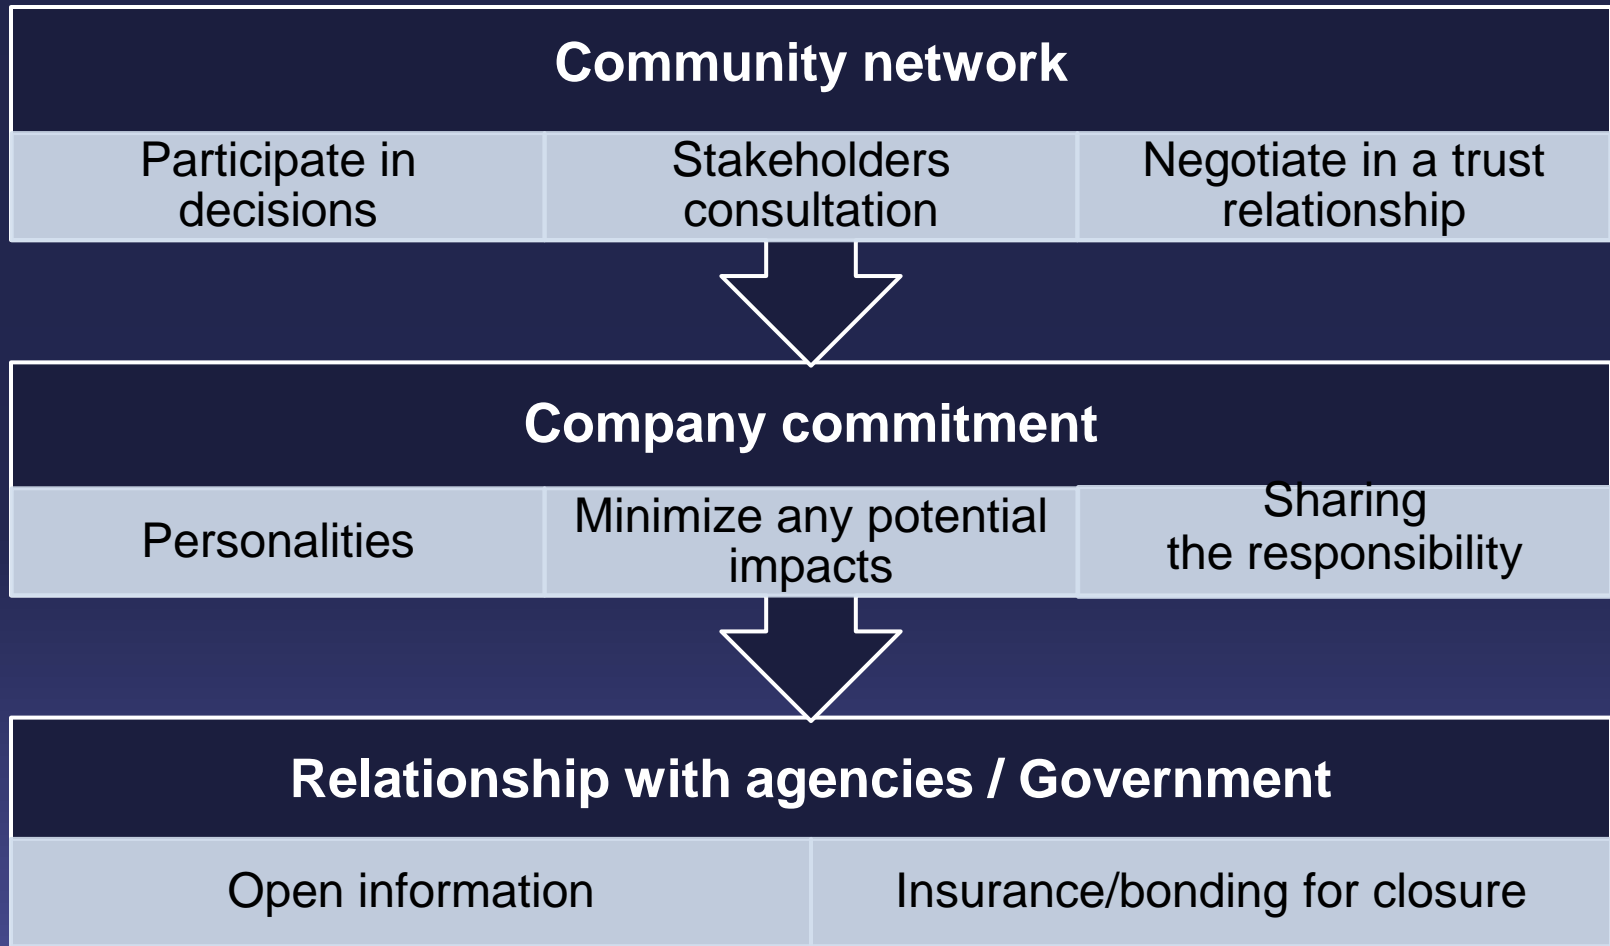 Community network
Participate in
decisions
Stakeholders
consultation
Negotiate in a trust
relationship
Company commitment
Personalities
Minimize any potential
impacts
Sharing
the responsibility
Relationship with agencies / Government
Open information
Insurance/bonding for closure